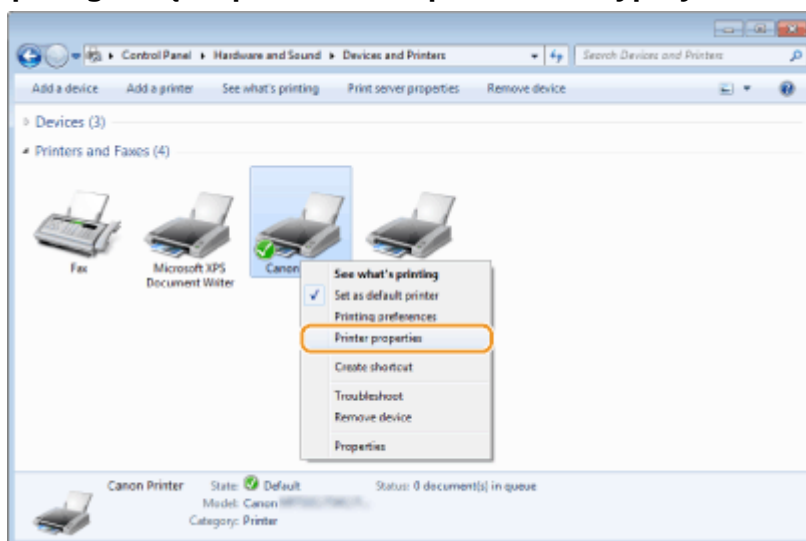 Control Panel ▸ Hardware and Sound ▸ Devices and Printers
Search Devices and Printers
Add a device Add a printer See what's printing Print server properties Remove device
Devices (3)
Printers and Faxes (4)
Fax
Microsoft XPS
Document Writer
Canon
See what's printing
Set as default printer
Printing preferences
Printer properties
Create shortcut
Troubleshoot
Remove device
Properties
Canon Printer State: Default Status: 0 document(s) in queue
Model: Canon
Category: Printer